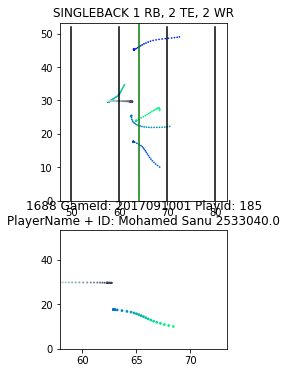 SINGLEBACK 1 RB, 2 TE, 2 WR
50
40
30
20
10
0
50 60 70 80
1688 GameId: 2017091001 PlayId: 185
PlayerName + ID: Mohamed Sanu 2533040.0
40
20
0
60 65 70